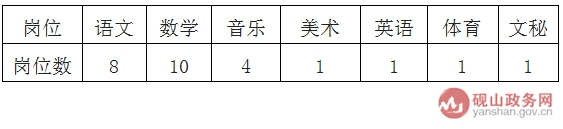 岗位 语文 数学 音乐 美术 英语 体育 文秘
岗位数 8 10 4 1 1 1 1
砚山政务网
yanshan.gov.cn